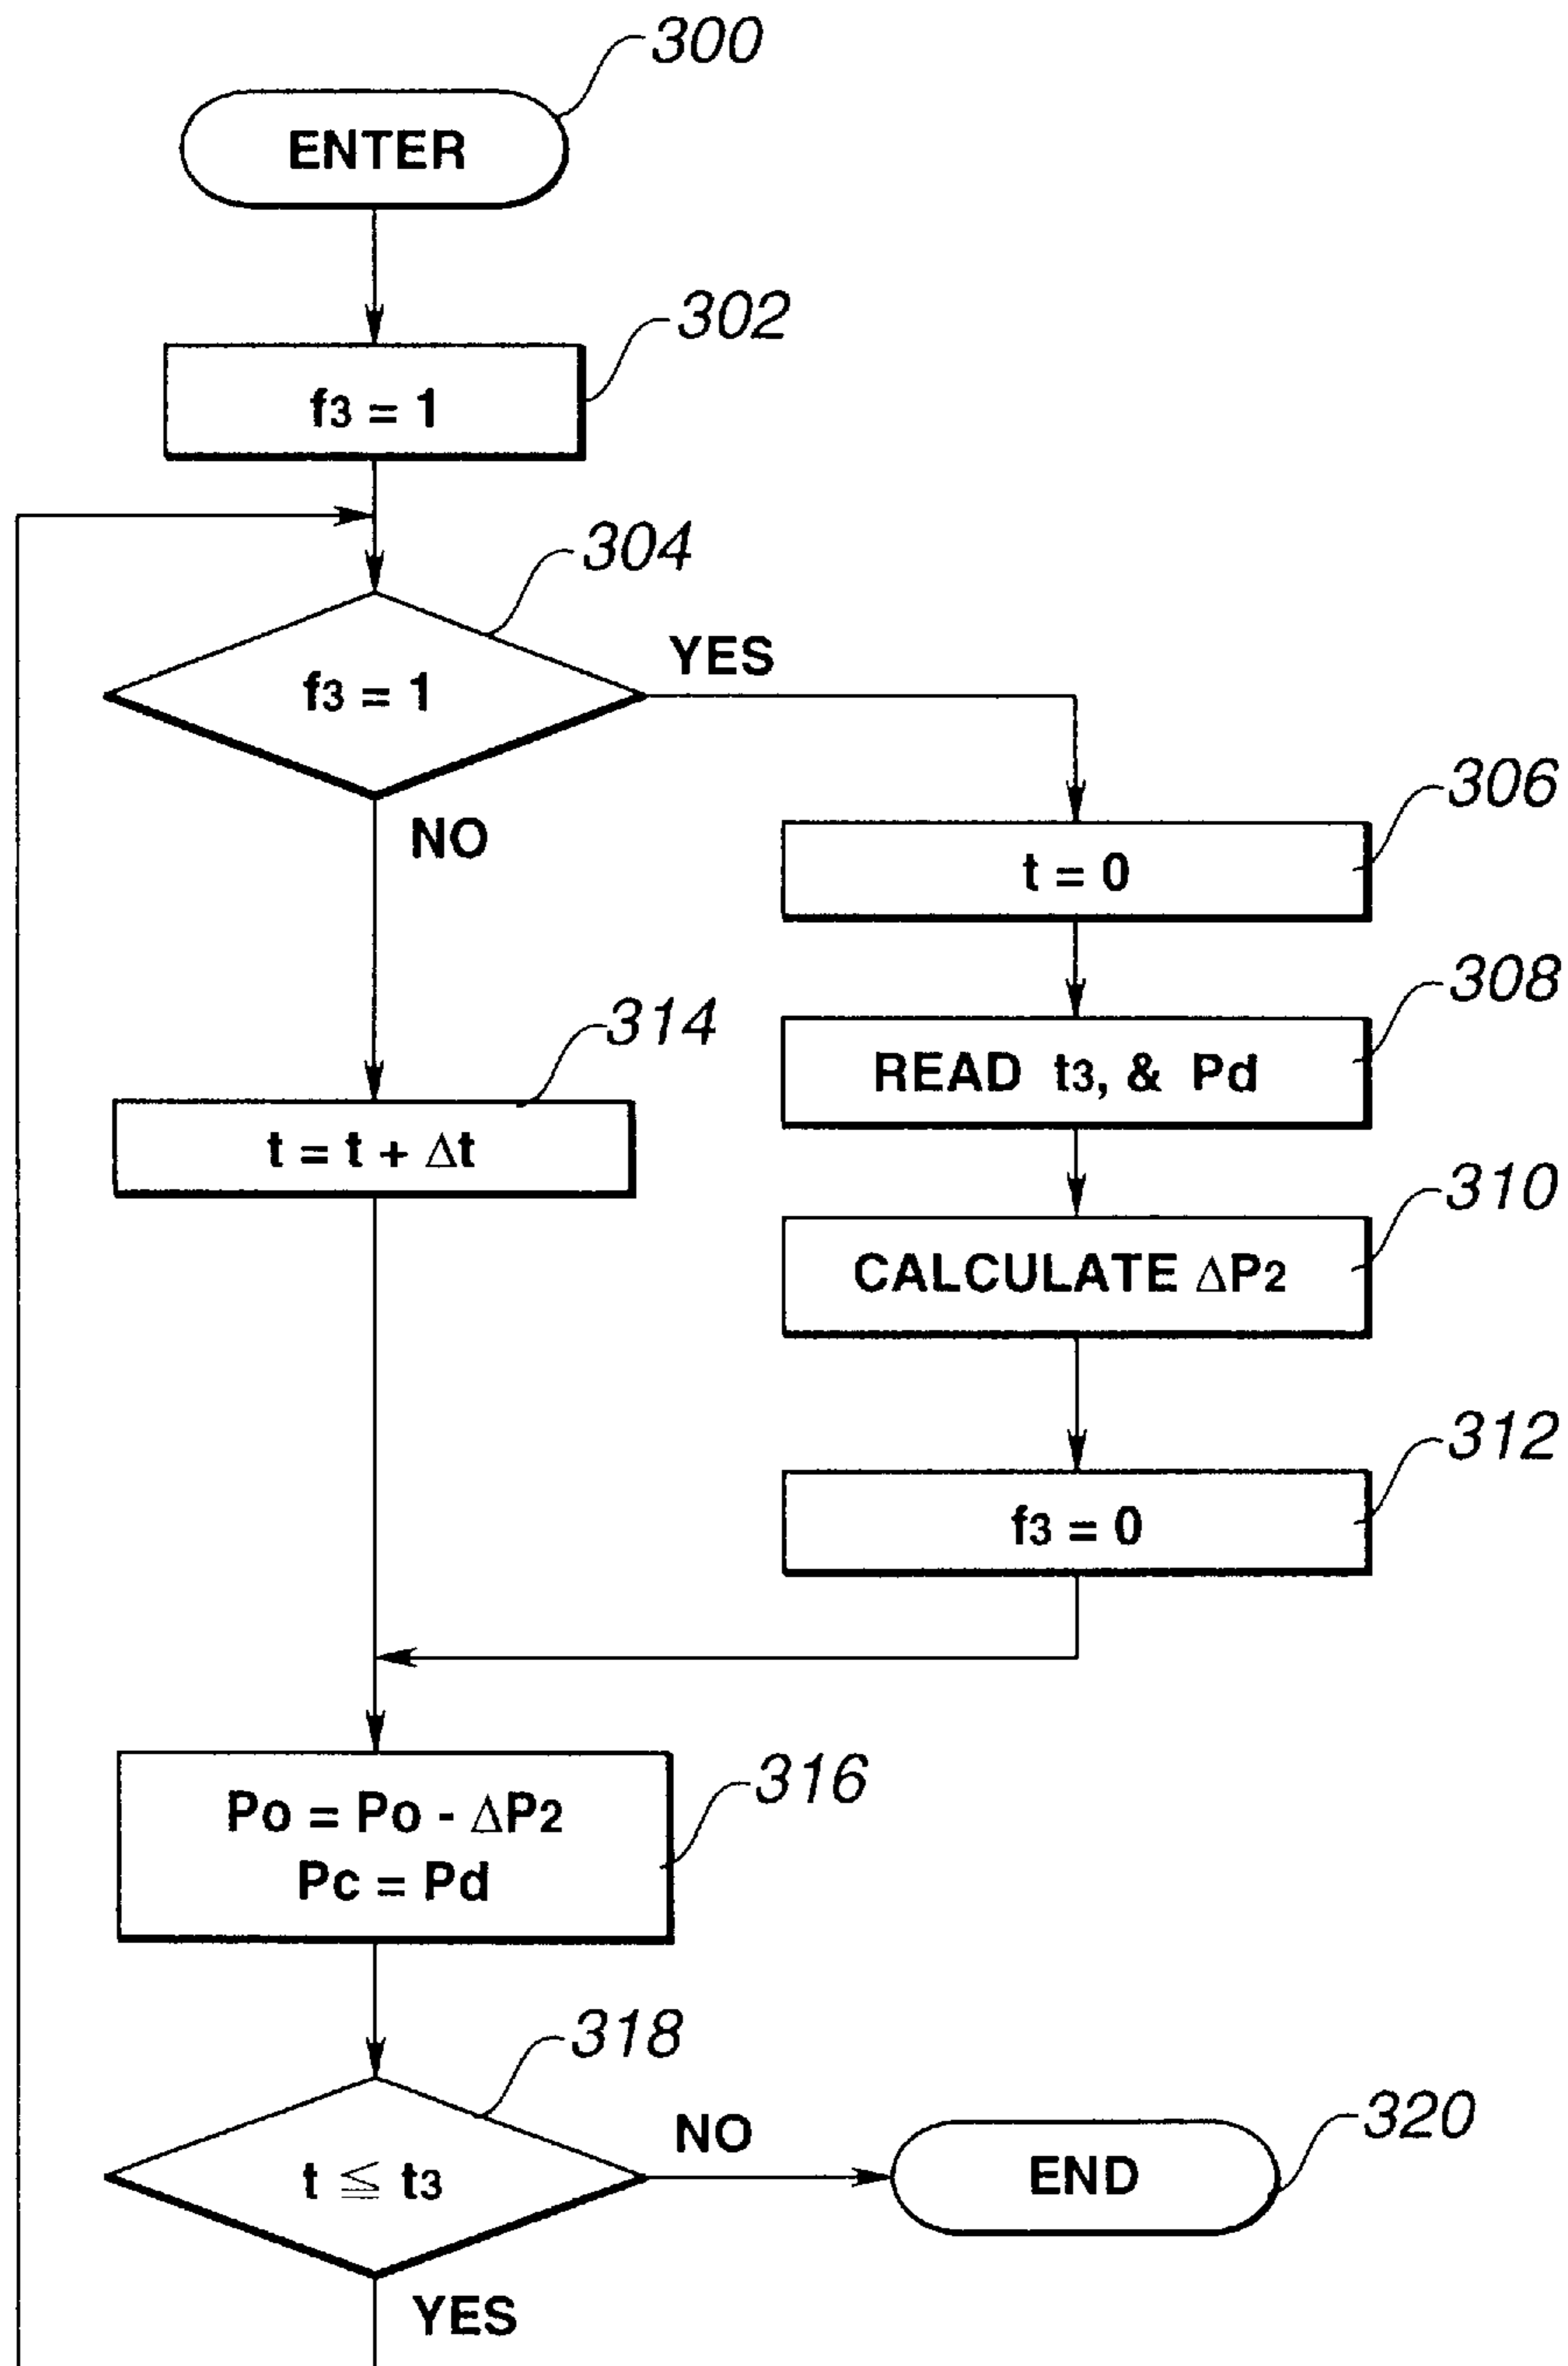 300
ENTER
302
f3 = 1
304
f3 = 1
YES
NO
306
t = 0
308
READ t3, & Pd
314
t = t + Δt
310
CALCULATE ΔP2
312
f3 = 0
316
Po = Po - ΔP2
Pc = Pd
318
t ≦ t3
NO
320
END
YES